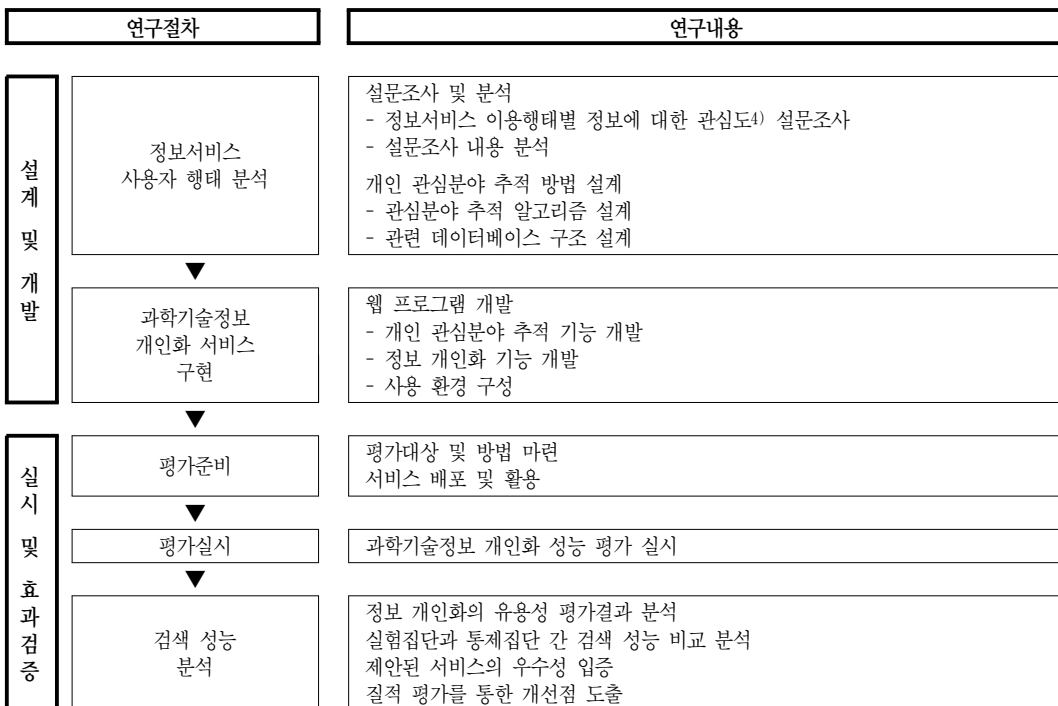 연구절차
연구내용
설계 및 개발
정보서비스
사용자 행태 분석
설문조사 및 분석
- 정보서비스 이용행태별 정보에 대한 관심도4) 설문조사
- 설문조사 내용 분석
개인 관심분야 추적 방법 설계
- 관심분야 추적 알고리즘 설계
- 관련 데이터베이스 구조 설계
▼
과학기술정보
개인화 서비스
구현
웹 프로그램 개발
- 개인 관심분야 추적 기능 개발
- 정보 개인화 기능 개발
- 사용 환경 구성
▼
실시 및 효과검증
평가준비
평가대상 및 방법 마련
서비스 배포 및 활용
▼
평가실시
과학기술정보 개인화 성능 평가 실시
▼
검색 성능
분석
정보 개인화의 유용성 평가결과 분석
실험집단과 통제집단 간 검색 성능 비교 분석
제안된 서비스의 우수성 입증
질적 평가를 통한 개선점 도출